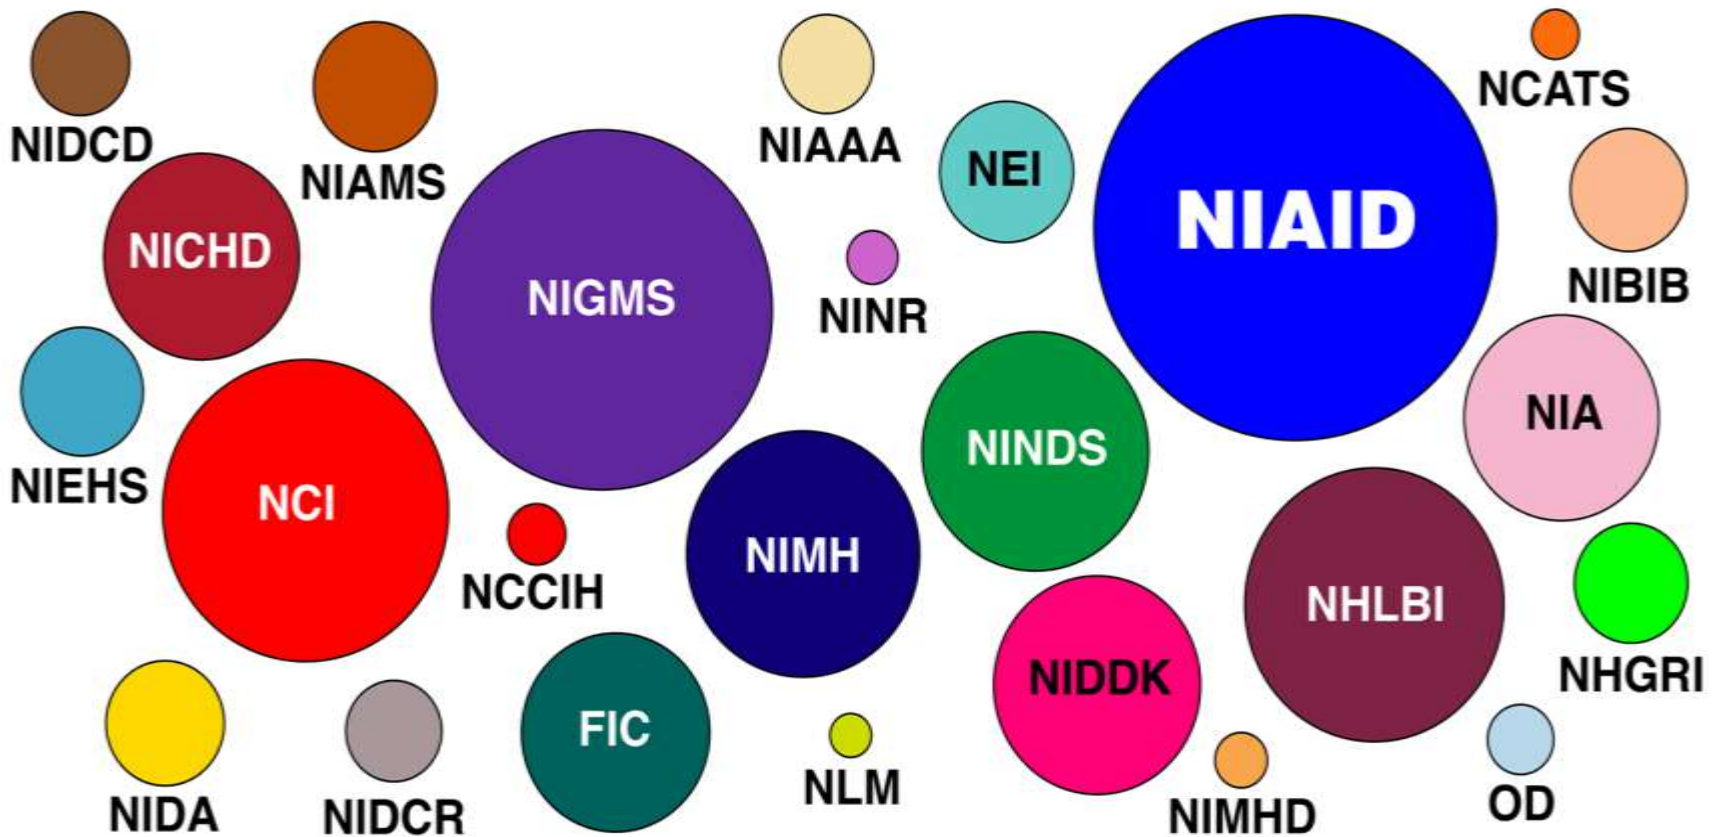 NIDCD
NIAMS
NIAAA
NEI
NIAID
NCATS
NICHD
NIGMS
NINR
NIBIB
NIEHS
NCI
NCCIH
NIMH
NINDS
NIA
NHLBI
NHGRI
NIDA
NIDCR
FIC
NLM
NIDDK
NIMHD
OD